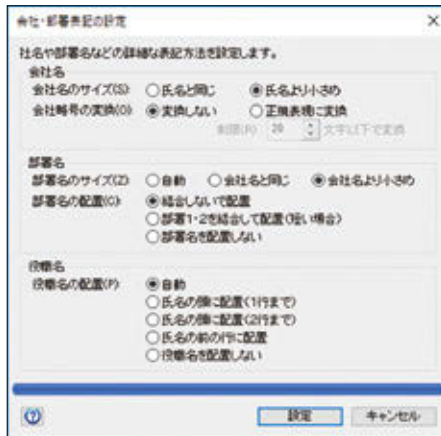 会社・部署表記の設定
社名や部署名などの詳細な表記方法を設定します。
会社名
会社名のサイズ(S): 氏名と同じ 氏名より小さめ
会社略号の変換(O): 変換しない 正規表現に変換
制限(R) 20 文字以下で変換
部署名
部署名のサイズ(Z): 自動 会社名と同じ 会社名より小さめ
部署名の配置(C): 結合しないで配置
部署1・2を結合して配置(短い場合)
部署名を配置しない
役職名
役職名の配置(P): 自動
氏名の頭に配置(1行まで)
氏名の頭に配置(2行まで)
氏名の前の行に配置
役職名を配置しない
設定 キャンセル